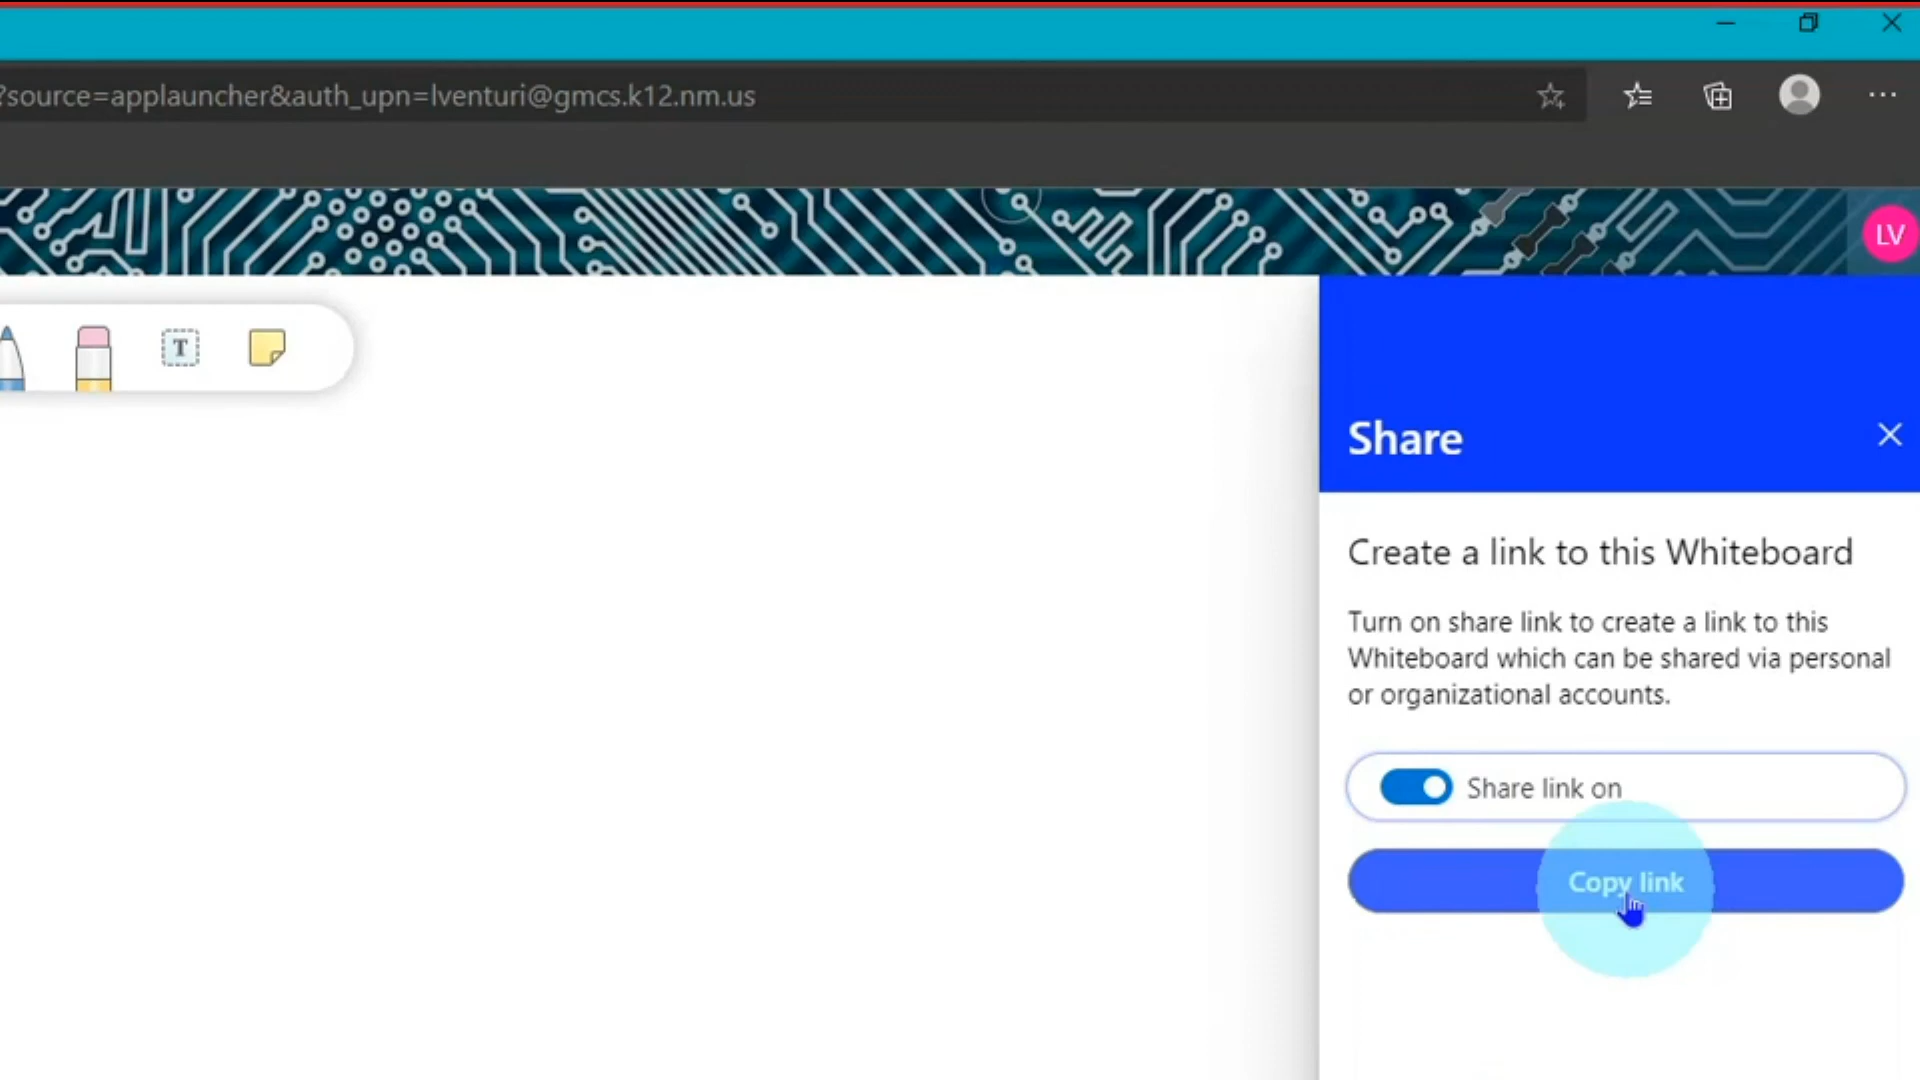 ?source=applauncher&auth_upn=lventuri@gmcs.k12.nm.us
LV
T
Share
Create a link to this Whiteboard
Turn on share link to create a link to this
Whiteboard which can be shared via personal
or organizational accounts.
Share link on
Copy link